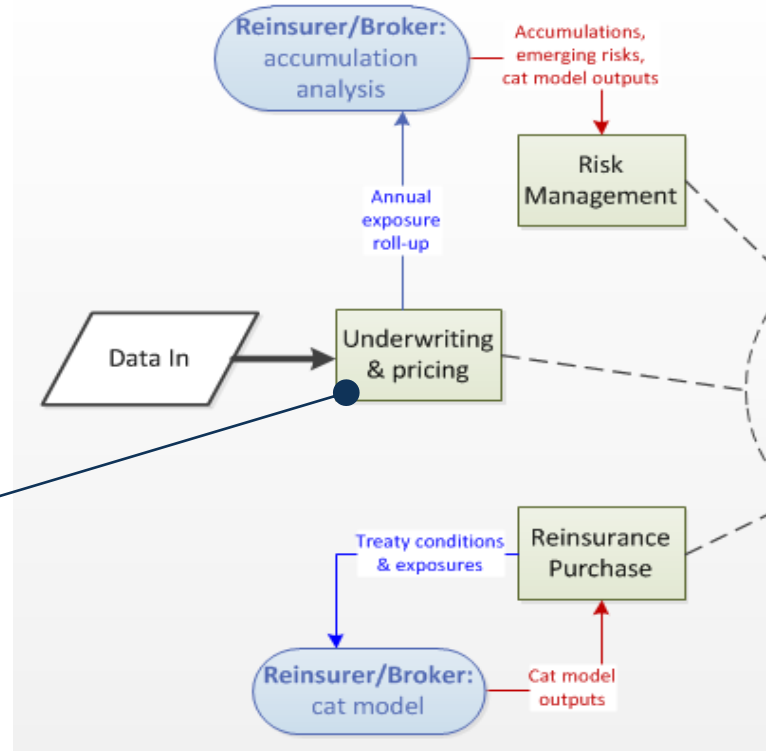 Reinsurer/Broker:
accumulation
analysis
Accumulations,
emerging risks,
cat model outputs
Risk
Management
Annual
exposure
roll-up
Data In
Underwriting
& pricing
Treaty conditions
& exposures
Reinsurance
Purchase
Reinsurer/Broker:
cat model
Cat model
outputs